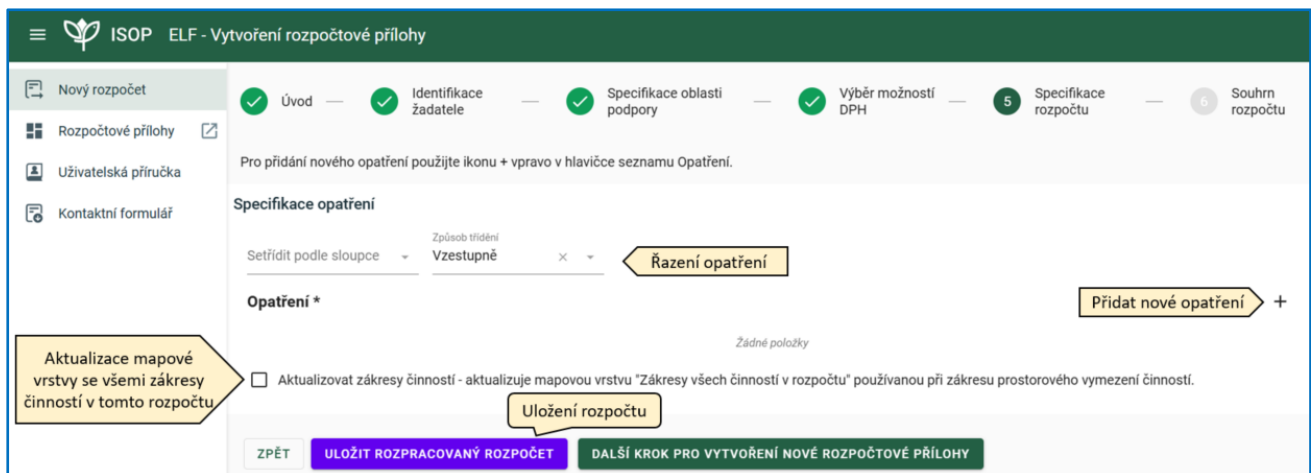 ISOP ELF - Vytvoření rozpočtové přílohy
Nový rozpočet
Rozpočtové přílohy
Uživatelská příručka
Kontaktní formulář
Úvod
Identifikace
žadatele
Specifikace oblasti
podpory
Výběr možností
DPH
5
Specifikace
rozpočtu
6
Souhrn
rozpočtu
Pro přidání nového opatření použijte ikonu + vpravo v hlavičce seznamu Opatření.
Specifikace opatření
Setřídit podle sloupce
Způsob třídění
Vzestupně
Řazení opatření
Opatření *
Přidat nové opatření
Žádné položky
Aktualizace mapové
vrstvy se všemi zákresy
činností v tomto rozpočtu
Aktualizovat zákresy činností - aktualizuje mapovou vrstvu "Zákresy všech činností v rozpočtu" používanou při zákresu prostorového vymezení činností.
Uložení rozpočtu
ZPĚT
ULOŽIT ROZPRACOVANÝ ROZPOČET
DALŠÍ KROK PRO VYTVOŘENÍ NOVÉ ROZPOČTOVÉ PŘÍLOHY